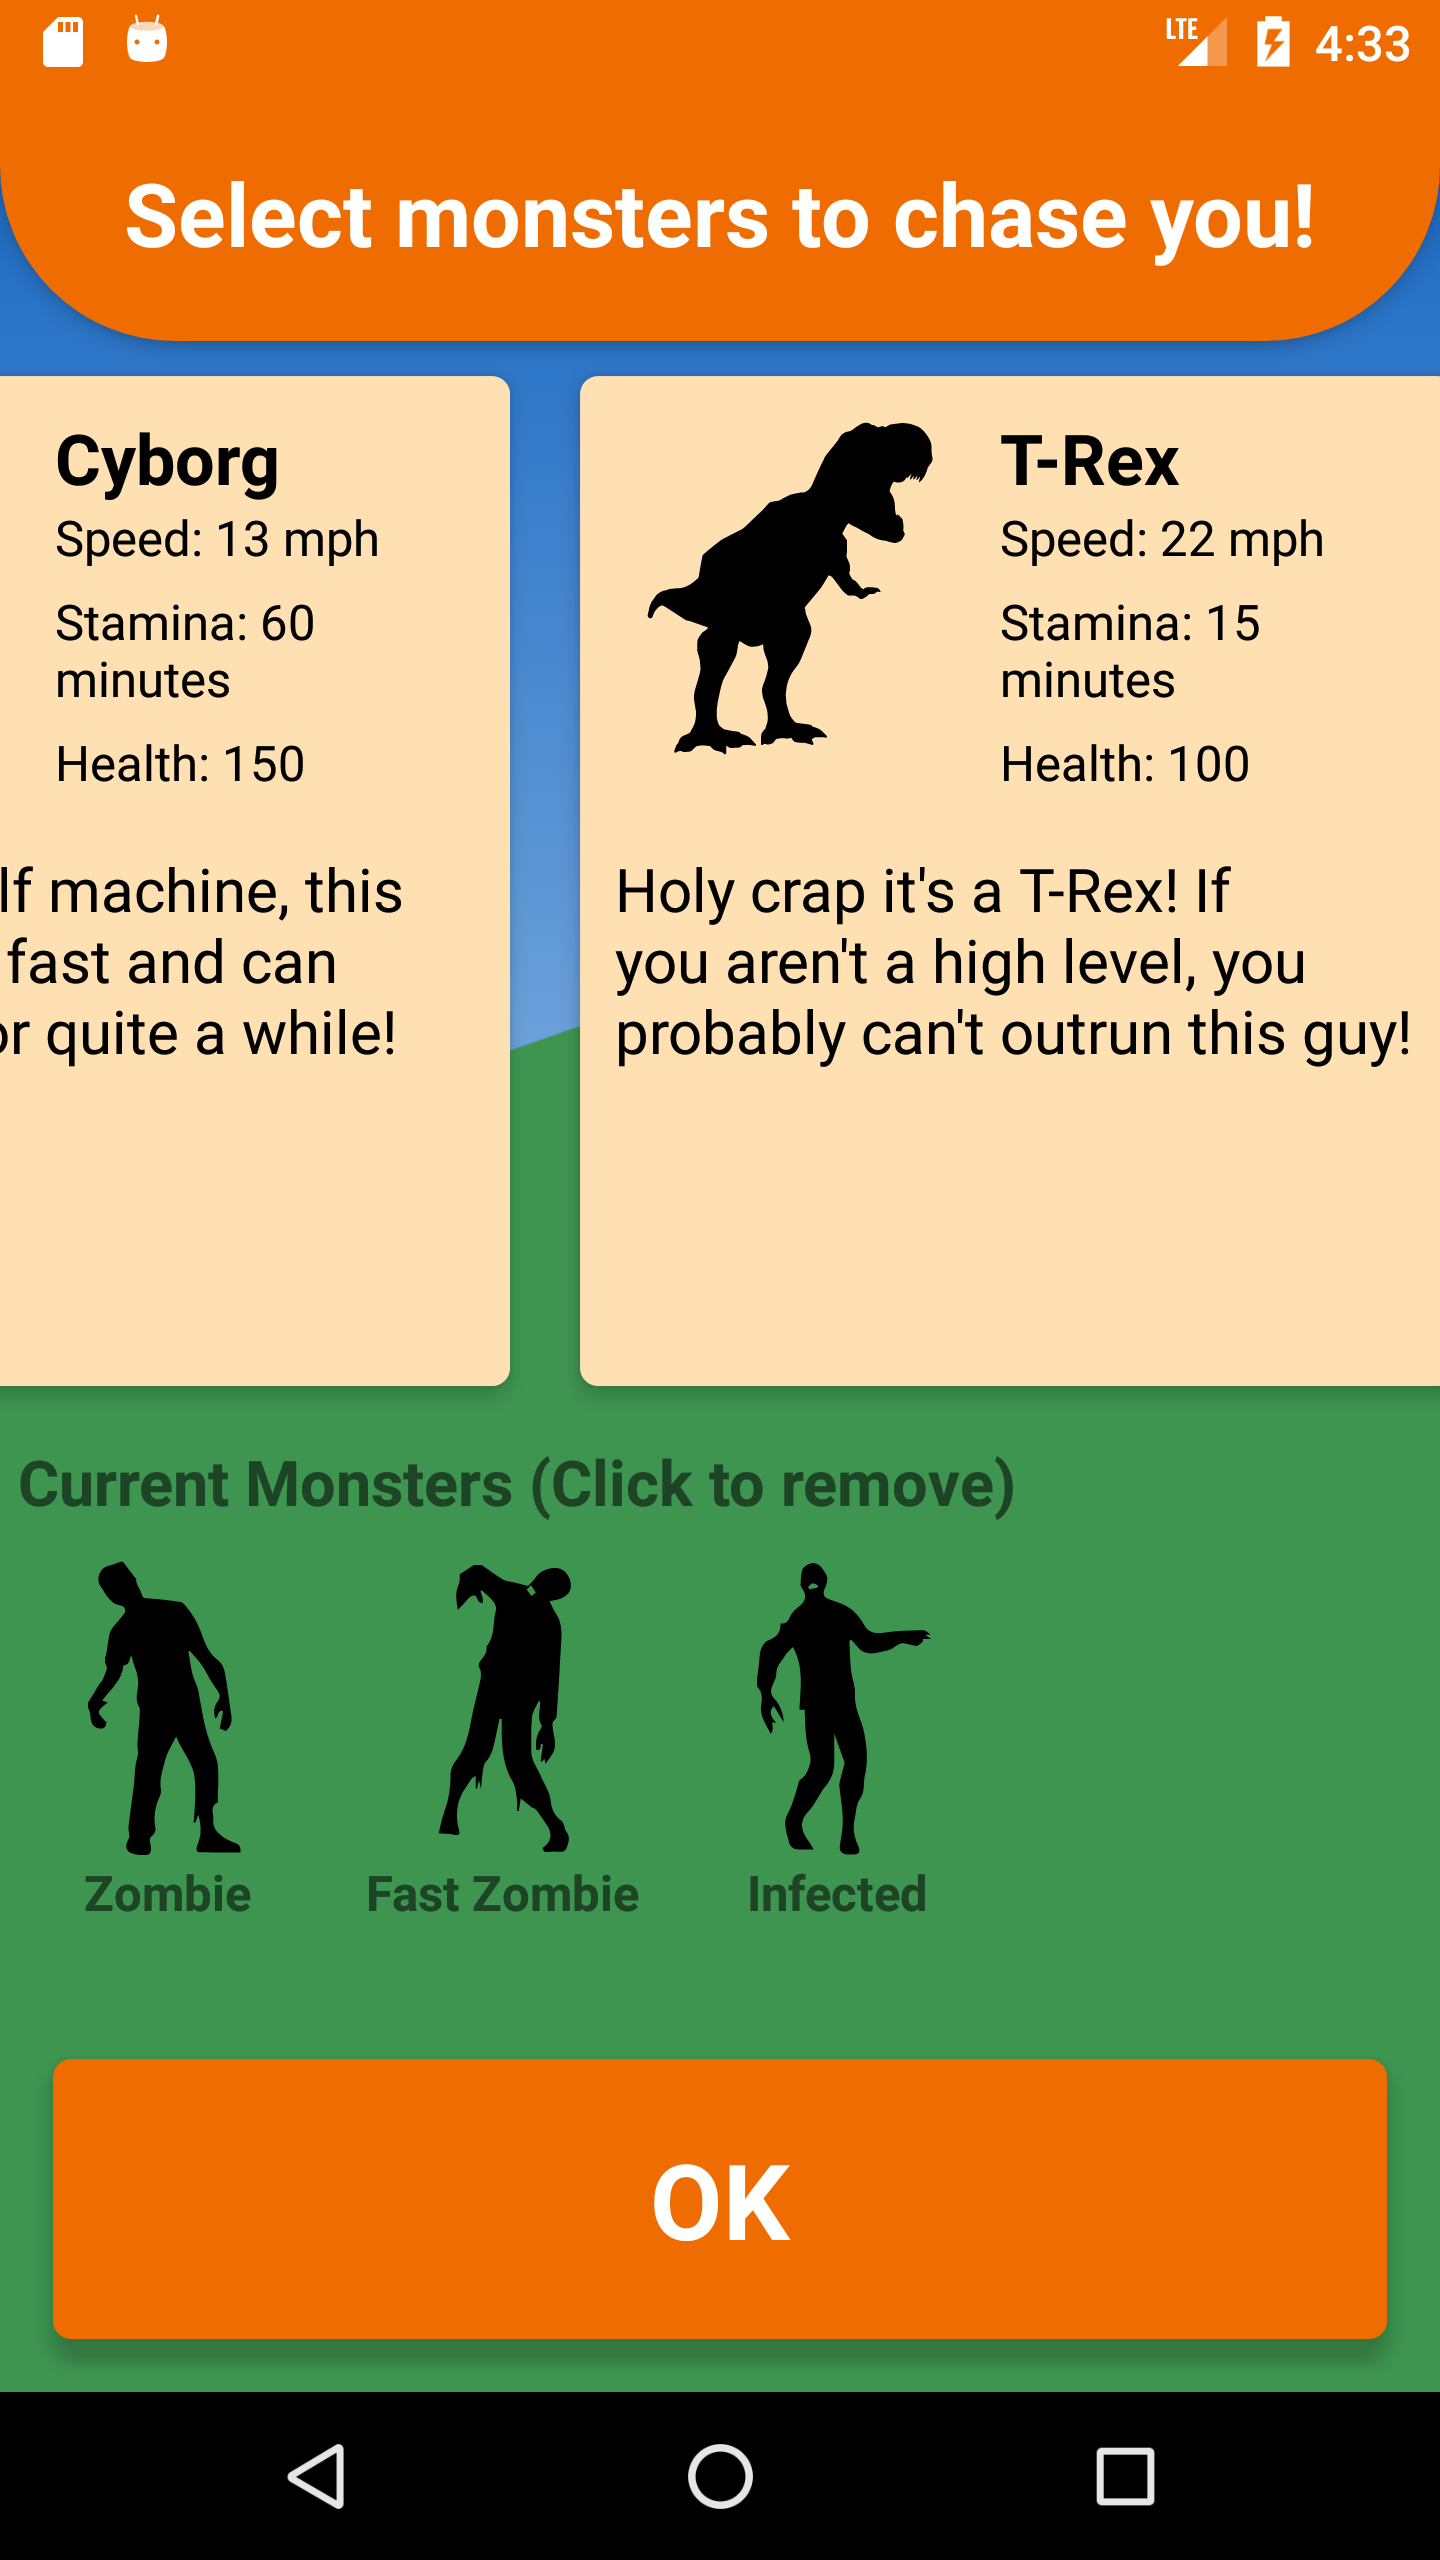 LTE 4:33
Select monsters to chase you!
Cyborg
Speed: 13 mph
Stamina: 60
minutes
Health: 150
lf machine, this
fast and can
or quite a while!
T-Rex
Speed: 22 mph
Stamina: 15
minutes
Health: 100
Holy crap it's a T-Rex! If
you aren't a high level, you
probably can't outrun this guy!
Current Monsters (Click to remove)
Zombie
Fast Zombie
Infected
OK